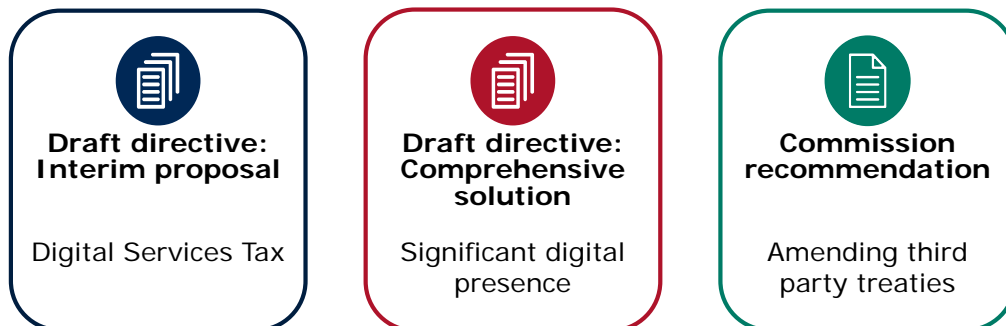 Draft directive:
Interim proposal
Digital Services Tax
Draft directive:
Comprehensive
solution
Significant digital
presence
Commission
recommendation
Amending third
party treaties